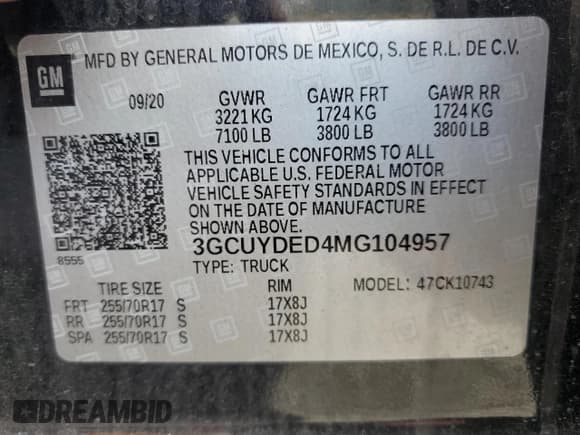 GM
MFD BY GENERAL MOTORS DE MEXICO, S. DE R.L. DE C.V.
09/20 GVWR GAWR FRT GAWR RR
3221 KG 1724 KG 1724 KG
7100 LB 3800 LB 3800 LB
THIS VEHICLE CONFORMS TO ALL
APPLICABLE U.S. FEDERAL MOTOR
VEHICLE SAFETY STANDARDS IN EFFECT
ON THE DATE OF MANUFACTURE
SHOWN ABOVE.
8555
3GCUYDED4MG104957
TYPE: TRUCK MODEL: 47CK10743
TIRE SIZE RIM
FRT 255/70R17 S 17X8J
RR 255/70R17 S 17X8J
SPA 255/70R17 S 17X8J
DREAMBID